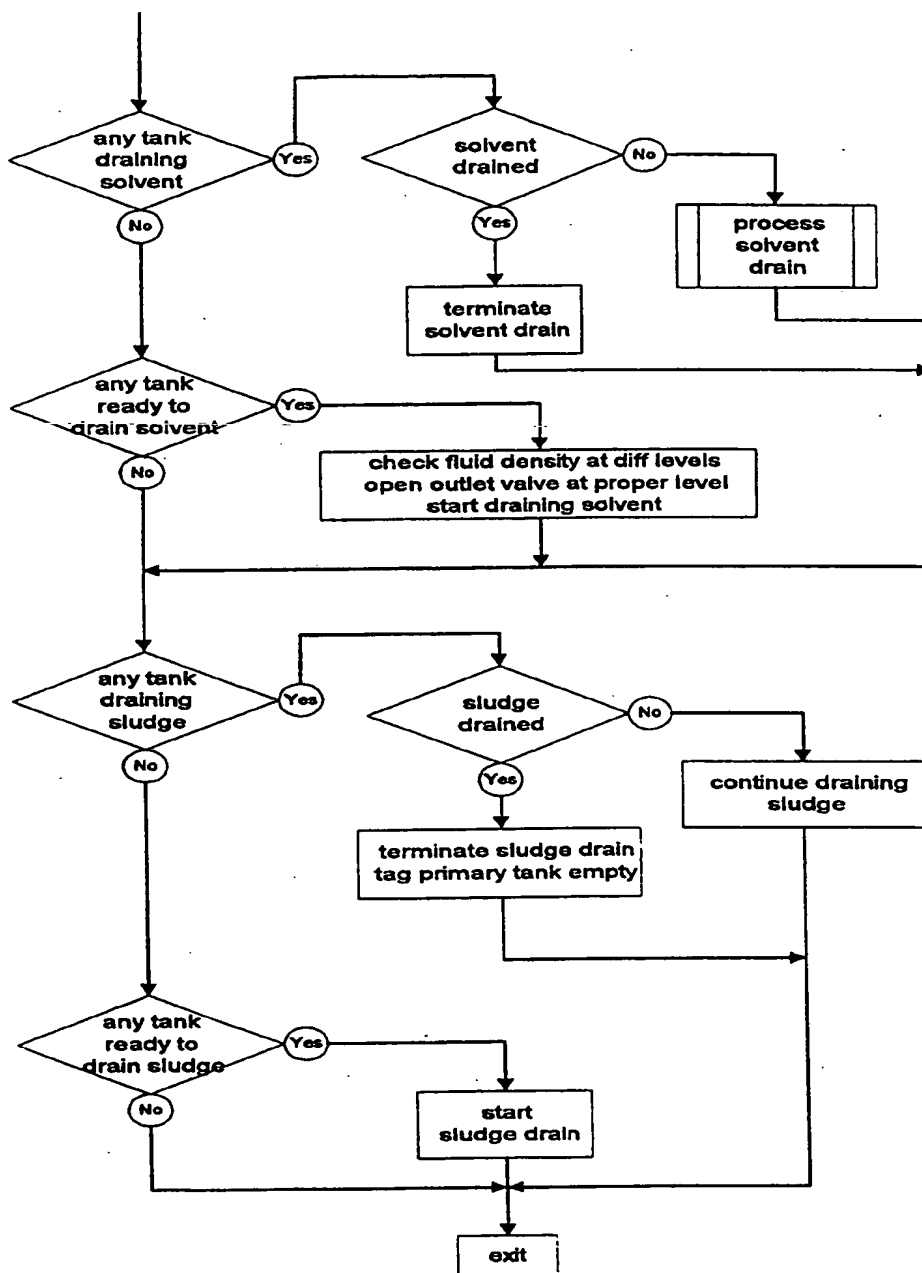 any tank
draining
solvent
Yes
No
solvent
drained
No
Yes
process
solvent
drain
terminate
solvent drain
any tank
ready to
drain solvent
Yes
No
check fluid density at diff levels
open outlet valve at proper level
start draining solvent
any tank
draining
sludge
Yes
No
sludge
drained
No
Yes
continue draining
sludge
terminate sludge drain
tag primary tank empty
any tank
ready to
drain sludge
Yes
No
start
sludge drain
exit